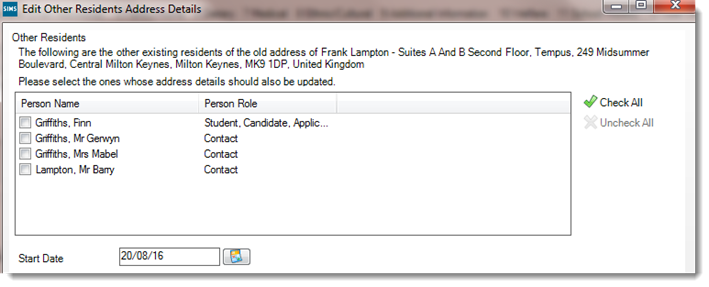 SIMS Edit Other Residents Address Details
Other Residents
The following are the other existing residents of the old address of Frank Lampton - Suites A And B Second Floor, Tempus, 249 Midsummer
Boulevard, Central Milton Keynes, Milton Keynes, MK9 1DP, United Kingdom
Please select the ones whose address details should also be updated.
Person Name Person Role
Griffiths, Finn Student, Candidate, Applic...
Griffiths, Mr Gerwyn Contact
Griffiths, Mrs Mabel Contact
Lampton, Mr Barry Contact
Check All
Uncheck All
Start Date 20/08/16